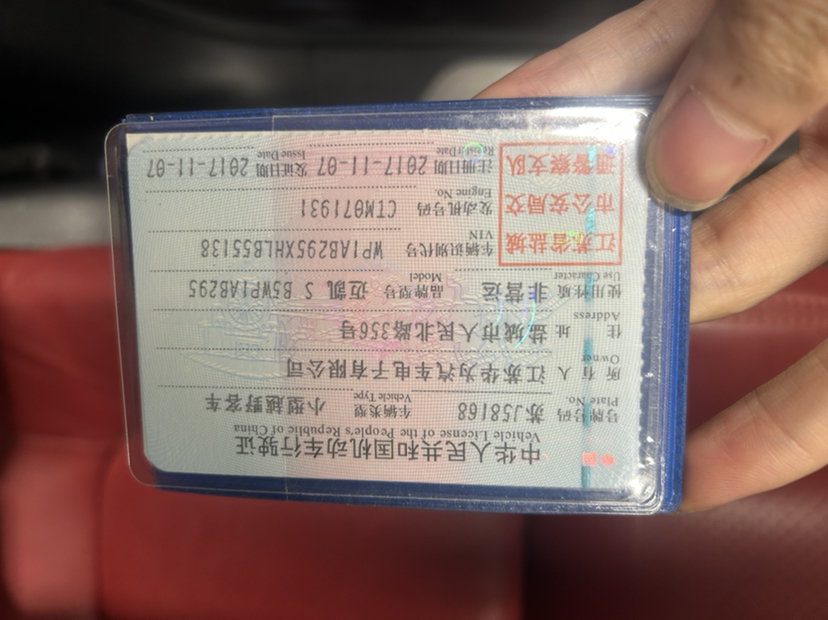 中华人民共和国机动车行驶证
Vehicle License of the People's Republic of China
号牌号码 苏J58168 车辆类型 小型越野客车
Plate No. Vehicle Type
所有人 江苏华为汽车电子有限公司
Owner
住址 盐城市人民北路356号
Address
使用性质 非营运 品牌型号 迈凯 S B5WP1AB295
Use Character Model
江苏省盐城
市公安局交
通警察支队
车辆识别代号 WP1AB295XHLB55138
VIN
发动机号码 CTM071931
Engine No.
注册日期 2017-11-07 发证日期 2017-11-07
Register Date Issue Date